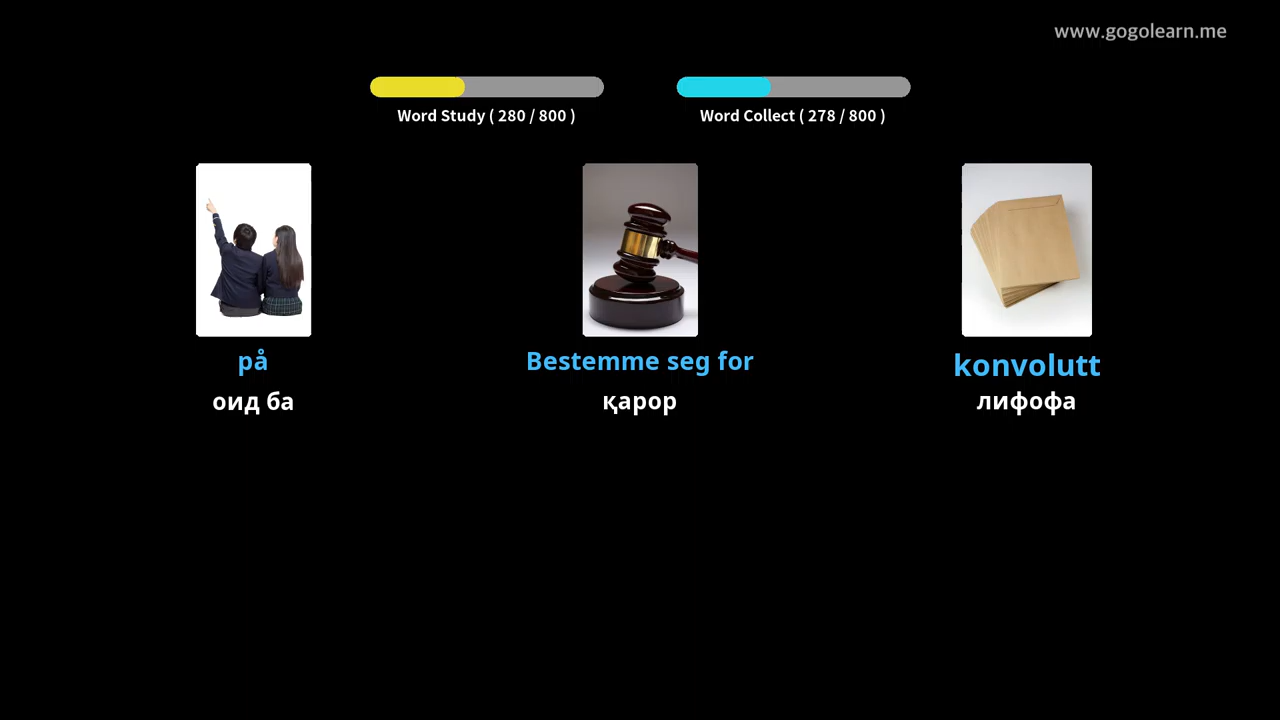 www.gogolearn.me
Word Study ( 280 / 800 )
Word Collect ( 278 / 800 )
på
Bestemme seg for
konvolutt
оид ба
қарор
лифофа